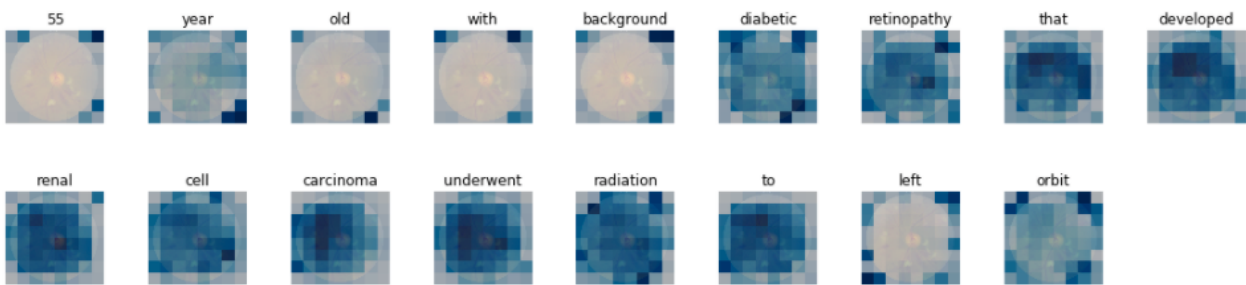 55 year old with background diabetic retinopathy that developed
renal cell carcinoma underwent radiation to left orbit